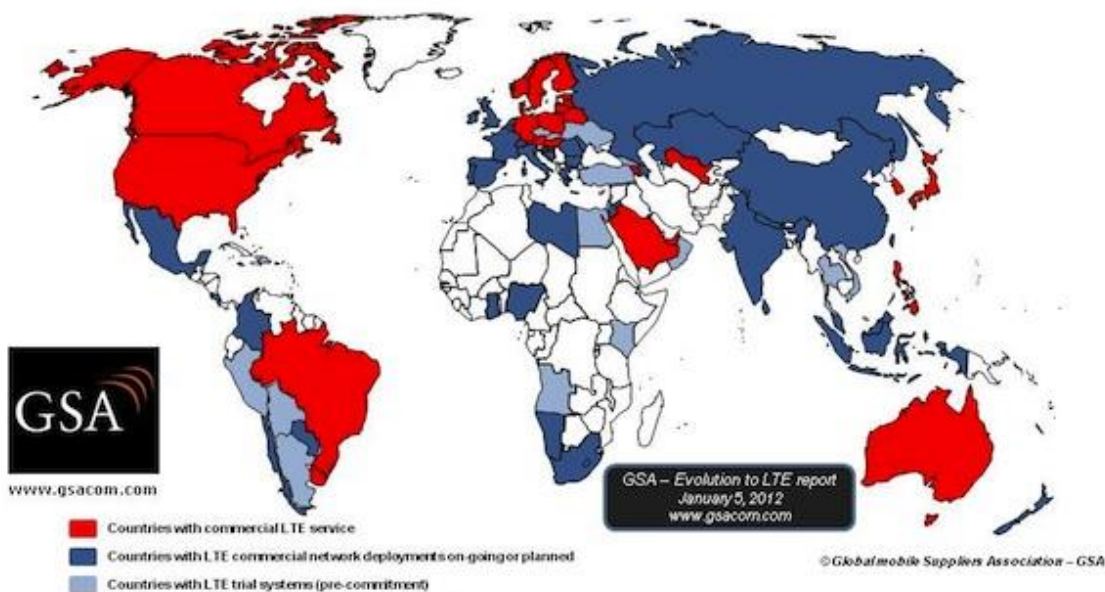 GSA
www.gsacom.com
GSA – Evolution to LTE report
January 5, 2012
www.gsacom.com
Countries with commercial LTE service
Countries with LTE commercial network deployments on-going or planned
Countries with LTE trial systems (pre-commitment)
©Global mobile Suppliers Association – GSA